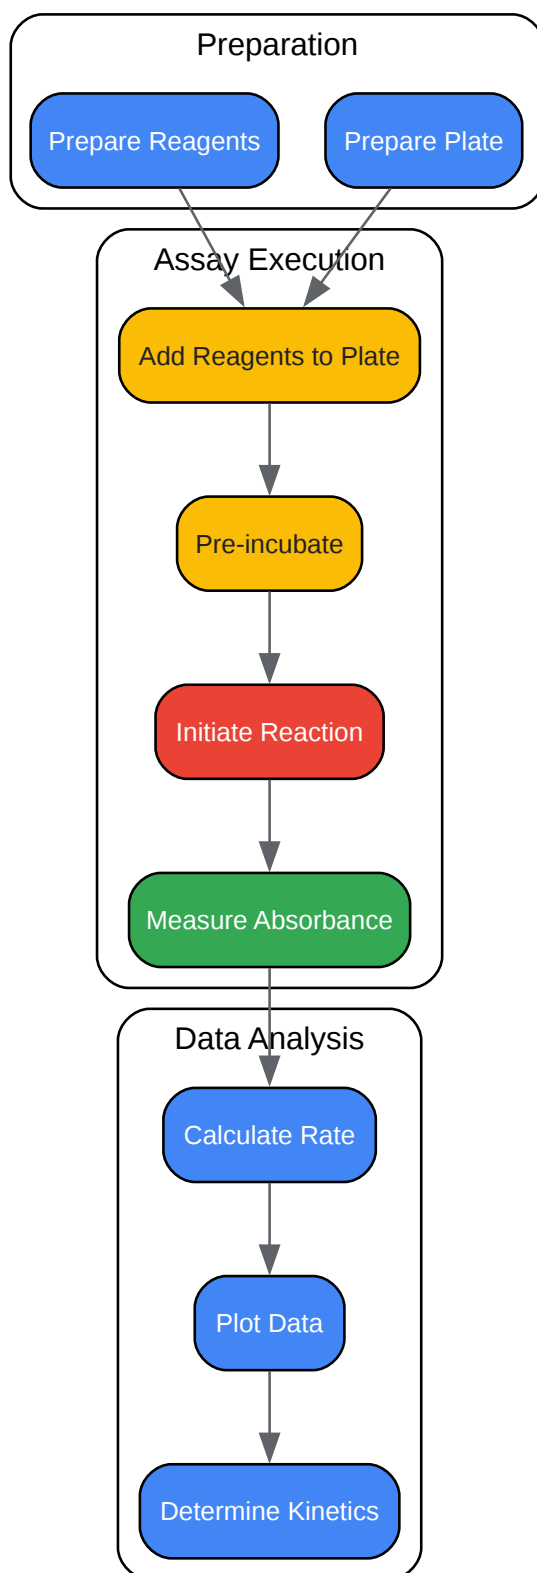 Preparation
Prepare Reagents
Prepare Plate
Assay Execution
Add Reagents to Plate
Pre-incubate
Initiate Reaction
Measure Absorbance
Data Analysis
Calculate Rate
Plot Data
Determine Kinetics